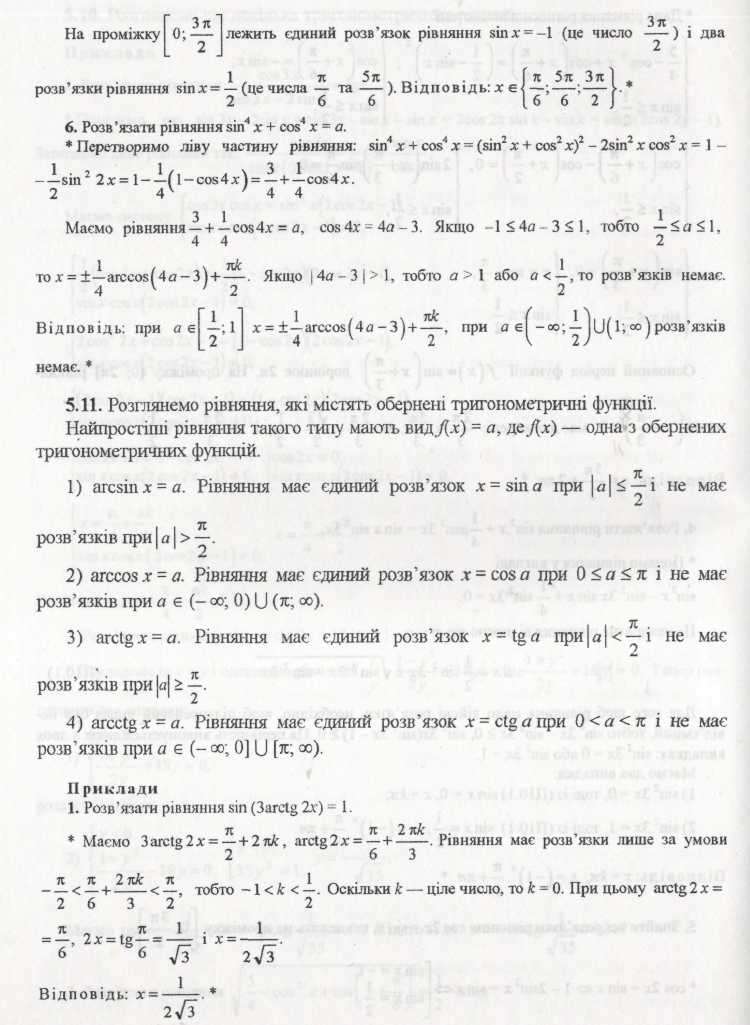 На проміжку [0; 3π/2] лежить єдиний розв'язок рівняння sin x = –1 (це число 3π/2) і два
розв'язки рівняння sin x = 1/2 (це числа π/6 та 5π/6). Відповідь: x ∈ {π/6; 5π/6; 3π/2}. *
6. Розв'язати рівняння sin⁴ x + cos⁴ x = a.
* Перетворимо ліву частину рівняння: sin⁴ x + cos⁴ x = (sin² x + cos² x)² – 2sin² x cos² x = 1 –
– 1/2 sin² 2x = 1 – 1/4 (1 – cos 4x) = 3/4 + 1/4 cos 4x.
Маємо рівняння 3/4 + 1/4 cos 4x = a, cos 4x = 4a – 3. Якщо –1 ≤ 4a – 3 ≤ 1, тобто 1/2 ≤ a ≤ 1,
то x = ± 1/4 arccos(4a – 3) + πk/2. Якщо |4a – 3| > 1, тобто a > 1 або a < 1/2, то розв'язків немає.
Відповідь: при a ∈ [1/2; 1] x = ± 1/4 arccos(4a – 3) + πk/2, при a ∈ (–∞; 1/2) ∪ (1; ∞) розв'язків
немає. *
5.11. Розглянемо рівняння, які містять обернені тригонометричні функції.
Найпростіші рівняння такого типу мають вид f(x) = a, де f(x) — одна з обернених
тригонометричних функцій.
1) arcsin x = a. Рівняння має єдиний розв'язок x = sin a при |a| ≤ π/2 і не має
розв'язків при |a| > π/2.
2) arccos x = a. Рівняння має єдиний розв'язок x = cos a при 0 ≤ a ≤ π і не має
розв'язків при a ∈ (– ∞; 0) ∪ (π; ∞).
3) arctg x = a. Рівняння має єдиний розв'язок x = tg a при |a| < π/2 і не має
розв'язків при |a| ≥ π/2.
4) arcctg x = a. Рівняння має єдиний розв'язок x = ctg a при 0 < a < π і не має
розв'язків при a ∈ (– ∞; 0] ∪ [π; ∞).
Приклади
1. Розв'язати рівняння sin (3arctg 2x) = 1.
* Маємо 3arctg 2x = π/2 + 2πk, arctg 2x = π/6 + 2πk/3. Рівняння має розв'язки лише за умови
– π/2 < π/6 + 2πk/3 < π/2, тобто –1 < k < 1/2. Оскільки k — ціле число, то k = 0. При цьому arctg 2x =
= π/6, 2x = tg π/6 = 1/√3 і x = 1/(2√3).
Відповідь: x = 1/(2√3). *